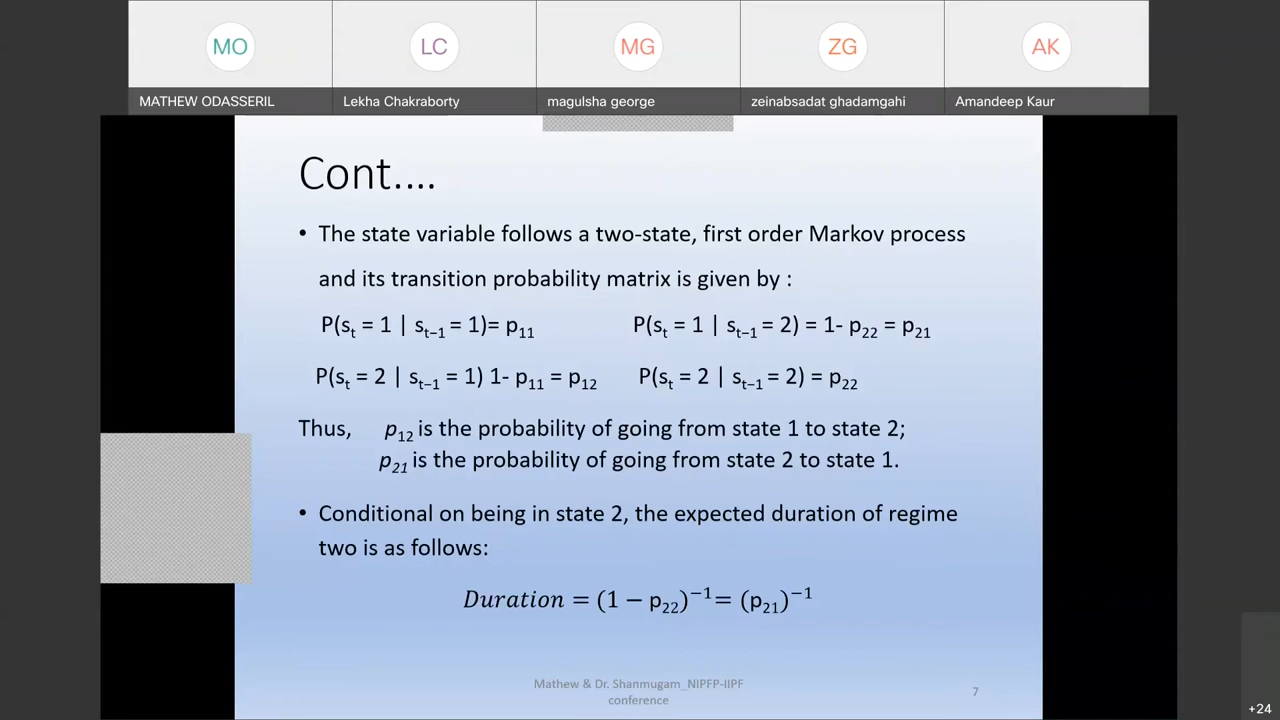 MO
LC
MG
ZG
AK
MATHEW ODASSERIL
Lekha Chakraborty
magulsha george
zeinabsadat ghadamgahi
Amandeep Kaur
Cont....
• The state variable follows a two-state, first order Markov process
and its transition probability matrix is given by :
P(sₜ = 1 | sₜ₋₁ = 1)= p₁₁ P(sₜ = 1 | sₜ₋₁ = 2) = 1- p₂₂ = p₂₁
P(sₜ = 2 | sₜ₋₁ = 1) 1- p₁₁ = p₁₂ P(sₜ = 2 | sₜ₋₁ = 2) = p₂₂
Thus, p₁₂ is the probability of going from state 1 to state 2;
p₂₁ is the probability of going from state 2 to state 1.
• Conditional on being in state 2, the expected duration of regime
two is as follows:
Duration = (1 − p₂₂)⁻¹= (p₂₁)⁻¹
Mathew & Dr. Shanmugam_NIPFP-IIPF
conference
7
+24